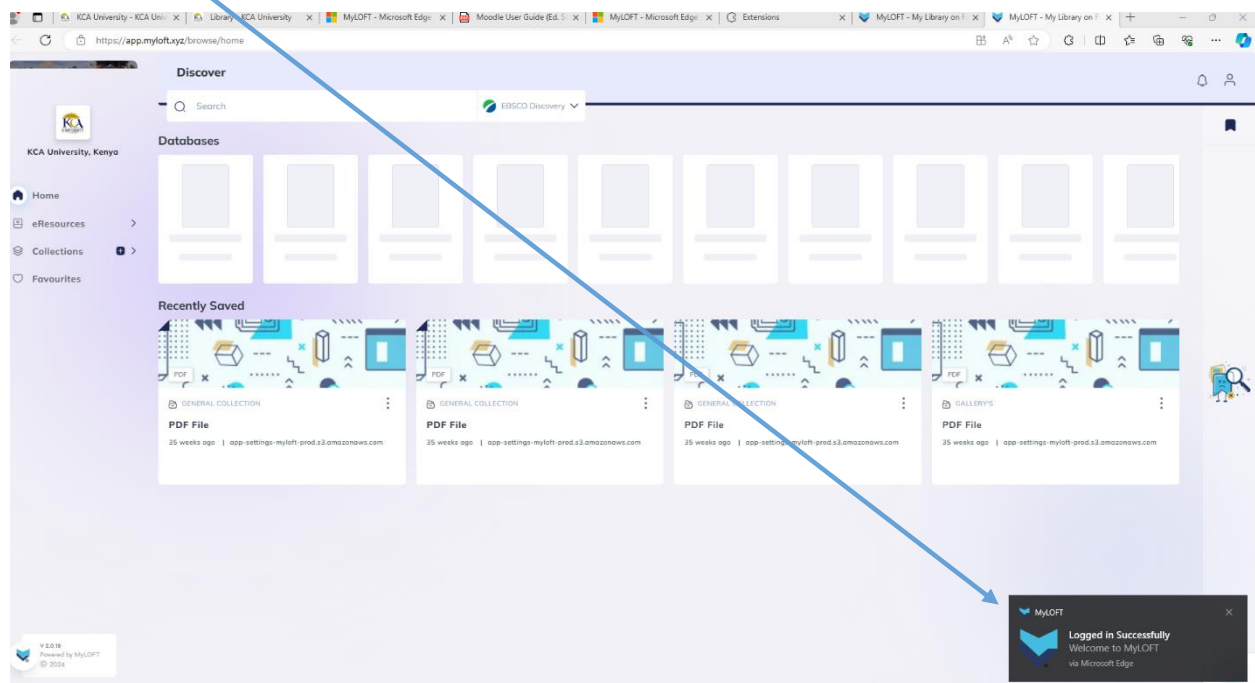 KCA University - KCA Uni
Library - KCA University
MyLOFT - Microsoft Edge
Moodle User Guide (Ed. S
MyLOFT - Microsoft Edge
Extensions
MyLOFT - My Library on F
MyLOFT - My Library on F
https://app.myloft.xyz/browse/home
Discover
Search
EBSCO Discovery
KCA
KCA University, Kenya
Databases
Home
eResources
Collections
Favourites
Recently Saved
PDF
PDF
PDF
PDF
GENERAL COLLECTION
GENERAL COLLECTION
GENERAL COLLECTION
GALLERY'S
PDF File
PDF File
PDF File
PDF File
35 weeks ago | app-settings-myloft-prod.s3.amazonaws.com
35 weeks ago | app-settings-myloft-prod.s3.amazonaws.com
35 weeks ago | app-settings-myloft-prod.s3.amazonaws.com
35 weeks ago | app-settings-myloft-prod.s3.amazonaws.com
MyLOFT
Logged in Successfully
Welcome to MyLOFT
via Microsoft Edge
V 2.0.19
Powered by MyLOFT
© 2024